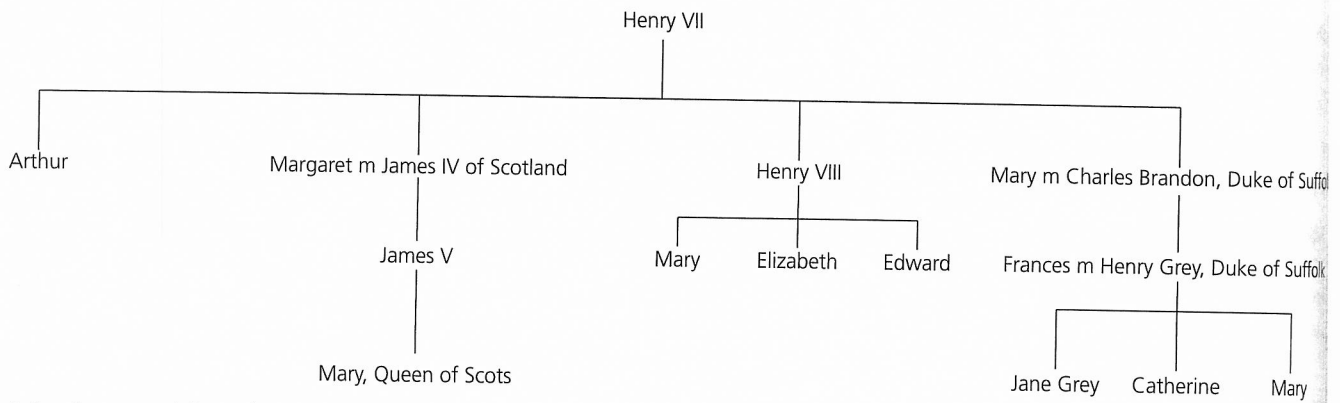 Henry VII
Arthur
Margaret m James IV of Scotland
Henry VIII
Mary m Charles Brandon, Duke of Suffol
James V
Mary
Elizabeth
Edward
Frances m Henry Grey, Duke of Suffolk
Mary, Queen of Scots
Jane Grey
Catherine
Mary